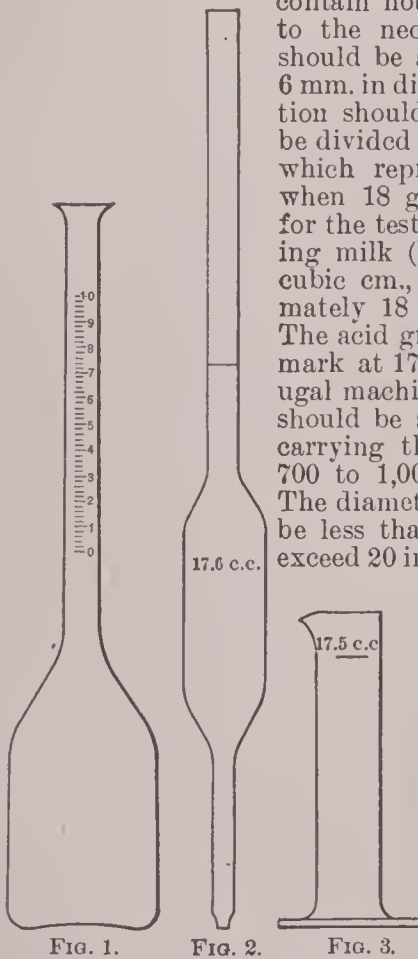 contain not
to the nec
should be a
6 mm. in di
tion should
be divided
which repr
when 18 g
for the test
ing milk (
cubic cm.,
mately 18
The acid gr
mark at 17
ugal machi
should be s
carrying th
700 to 1,00
The diamet
be less tha
exceed 20 in
10
9
8
7
6
5
4
3
2
1
0
17.6 c.c.
17.5 c.c
FIG. 1.
FIG. 2.
FIG. 3.